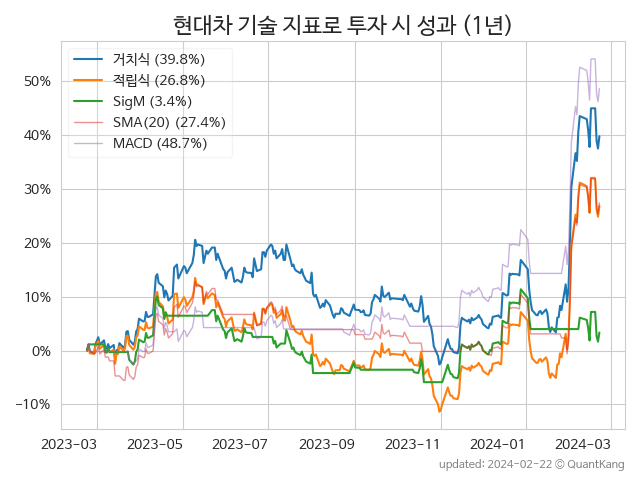 현대차 기술 지표로 투자 시 성과 (1년)
거치식 (39.8%)
적립식 (26.8%)
SigM (3.4%)
SMA(20) (27.4%)
MACD (48.7%)
50%
40%
30%
20%
10%
0%
−10%
2023-03 2023-05 2023-07 2023-09 2023-11 2024-01 2024-03
updated: 2024-02-22 © QuantKang